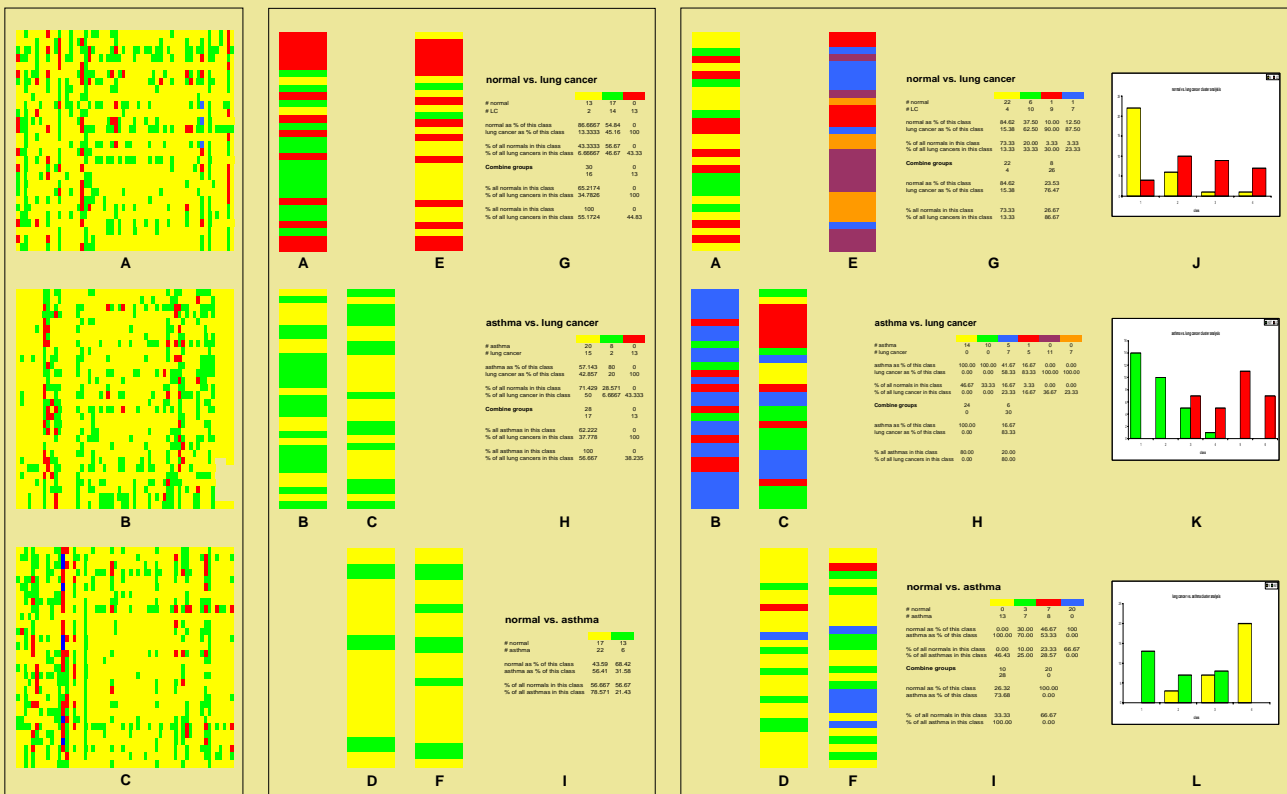 A
B
C
A
E
normal vs. lung cancer
# normal 13 17 0
# LC 2 14 13
normal as % of this class 86.6667 54.84 0
lung cancer as % of this class 13.3333 45.16 100
% of all normals in this class 43.3333 56.67 0
% of all lung cancers in this class 6.66667 46.67 43.33
Combine groups 30 0
16 13
% all normals in this class 65.2174 0
% of all lung cancers in this class 34.7826 100
% all normals in this class 100 0
% of all lung cancers in this class 55.1724 44.83
G
asthma vs. lung cancer
# asthma 20 8 0
# lung cancer 15 2 13
asthma as % of this class 57.143 80 0
lung cancer as % of this class 42.857 20 100
% of all normals in this class 71.429 28.571 0
% of all lung cancer in this class 50 6.6667 43.333
Combine groups 28 0
17 13
% all asthmas in this class 62.222 0
% of all lung cancers in this class 37.778 100
% all asthmas in this class 100 0
% of all lung cancers in this class 56.667 38.235
B
C
H
normal vs. asthma
# normal 17 13
# asthma 22 6
normal as % of this class 43.59 68.42
asthma as % of this class 56.41 31.58
% of all normals in this class 56.667 56.67
% of all asthmas in this class 78.571 21.43
D
F
I
normal vs. lung cancer
# normal 22 6 1 1
# LC 4 10 9 7
normal as % of this class 84.62 37.50 10.00 12.50
lung cancer as % of this class 15.38 62.50 90.00 87.50
% of all normals in this class 73.33 20.00 3.33 3.33
% of all lung cancers in this class 13.33 33.33 30.00 23.33
Combine groups 22 8
4 26
normal as % of this class 84.62 23.53
lung cancer as % of this class 15.38 76.47
% of all normals in this class 73.33 26.67
% of all lung cancers in this class 13.33 86.67
normal vs. lung cancer cluster analysis
1 2 3 4
class
A
E
G
J
asthma vs. lung cancer
# asthma 14 10 5 1 0 0
# lung cancer 0 0 7 5 11 7
asthma as % of this class 100.00 100.00 41.67 16.67 0.00 0.00
lung cancer as % of this class 0.00 0.00 58.33 83.33 100.00 100.00
% of all normals in this class 46.67 33.33 16.67 3.33 0.00 0.00
% of all lung cancer in this class 0.00 0.00 23.33 16.67 36.67 23.33
Combine groups 24 6
0 30
asthma as % of this class 100.00 16.67
lung cancer as % of this class 0.00 83.33
% all asthmas in this class 80.00 20.00
% of all lung cancers in this class 0.00 80.00
asthma vs. lung cancer cluster analysis
class
B
C
H
K
normal vs. asthma
# normal 0 3 7 20
# asthma 13 7 8 0
normal as % of this class 0.00 30.00 46.67 100
asthma as % of this class 100.00 70.00 53.33 0.00
% of all normals in this class 0.00 10.00 23.33 66.67
% of all asthmas in this class 46.43 25.00 28.57 0.00
Combine groups 10 20
28 0
normal as % of this class 26.32 100.00
asthma as % of this class 73.68 0.00
% of all normals in this class 33.33 66.67
% of all asthma in this class 100.00 0.00
lung cancer vs. asthma cluster analysis
class
D
F
I
L